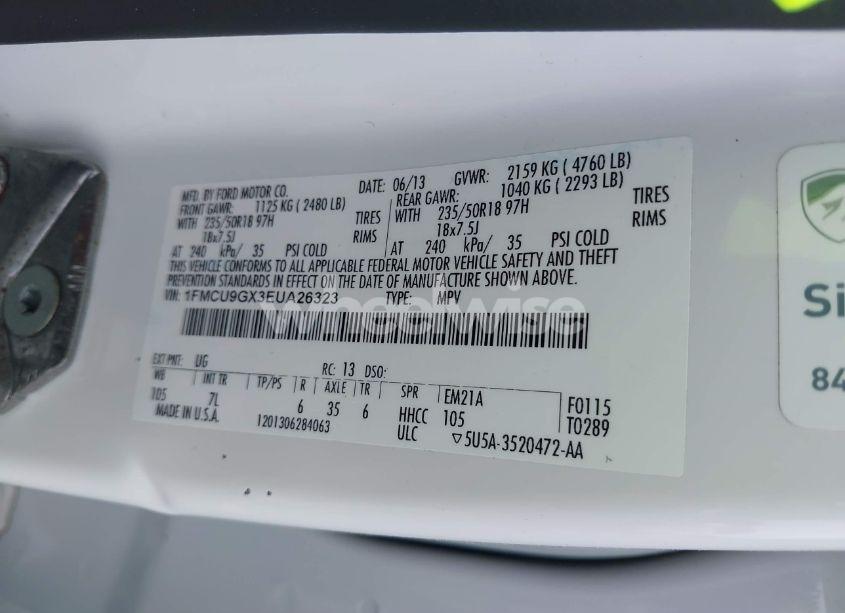 MFD. BY FORD MOTOR CO.
DATE: 06/13 GVWR: 2159 KG ( 4760 LB)
FRONT GAWR: 1125 KG ( 2480 LB)
REAR GAWR: 1040 KG ( 2293 LB)
WITH 235/50R18 97H TIRES
WITH 235/50R18 97H TIRES
18x7.5J RIMS
18x7.5J RIMS
AT 240 kPa/ 35 PSI COLD
AT 240 kPa/ 35 PSI COLD
THIS VEHICLE CONFORMS TO ALL APPLICABLE FEDERAL MOTOR VEHICLE SAFETY AND THEFT
PREVENTION STANDARDS IN EFFECT ON THE DATE OF MANUFACTURE SHOWN ABOVE.
VIN: 1FMCU9GX3EUA26323 TYPE: MPV
wheelwise
EXT PNT: UG RC: 13 DSO:
WB INT TR TP/PS R AXLE TR SPR EM21A
105 7L 6 35 6 HHCC 105 F0115
MADE IN U.S.A. 1201306284063 ULC 5U5A-3520472-AA T0289
Si
84